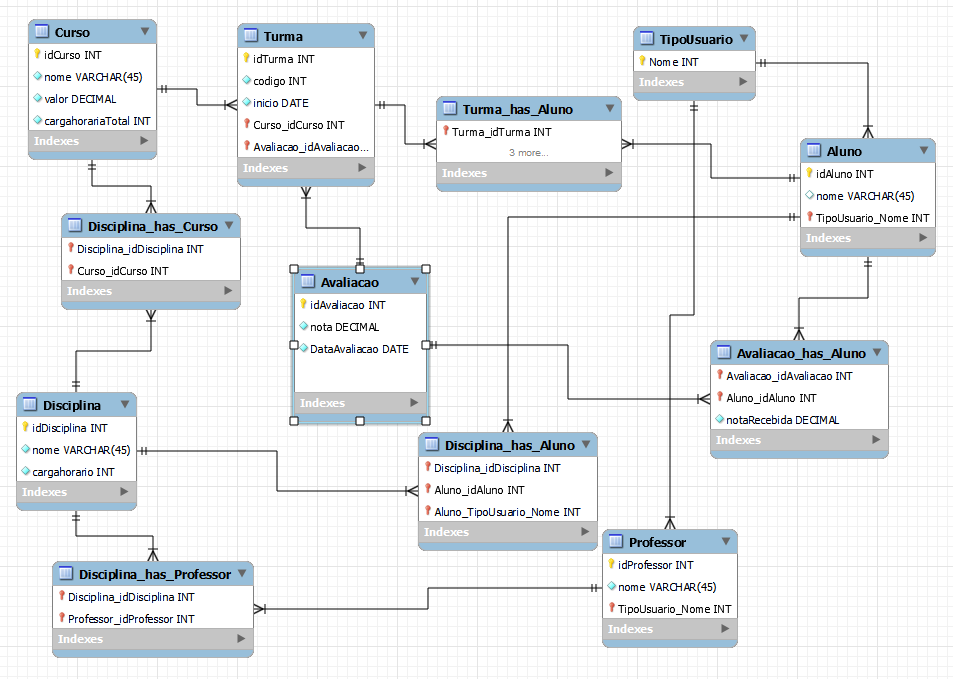 Curso
idCurso INT
nome VARCHAR(45)
valor DECIMAL
cargahorariaTotal INT
Indexes
Turma
idTurma INT
codigo INT
inicio DATE
Curso_idCurso INT
Avaliacao_idAvaliacao...
Indexes
Turma_has_Aluno
Turma_idTurma INT
3 more...
Indexes
TipoUsuario
Nome INT
Indexes
Aluno
idAluno INT
nome VARCHAR(45)
TipoUsuario_Nome INT
Indexes
Disciplina_has_Curso
Disciplina_idDisciplina INT
Curso_idCurso INT
Indexes
Avaliacao
idAvaliacao INT
nota DECIMAL
DataAvaliacao DATE
Indexes
Avaliacao_has_Aluno
Avaliacao_idAvaliacao INT
Aluno_idAluno INT
notaRecebida DECIMAL
Indexes
Disciplina
idDisciplina INT
nome VARCHAR(45)
cargahorario INT
Indexes
Disciplina_has_Aluno
Disciplina_idDisciplina INT
Aluno_idAluno INT
Aluno_TipoUsuario_Nome INT
Indexes
Professor
idProfessor INT
nome VARCHAR(45)
TipoUsuario_Nome INT
Indexes
Disciplina_has_Professor
Disciplina_idDisciplina INT
Professor_idProfessor INT
Indexes